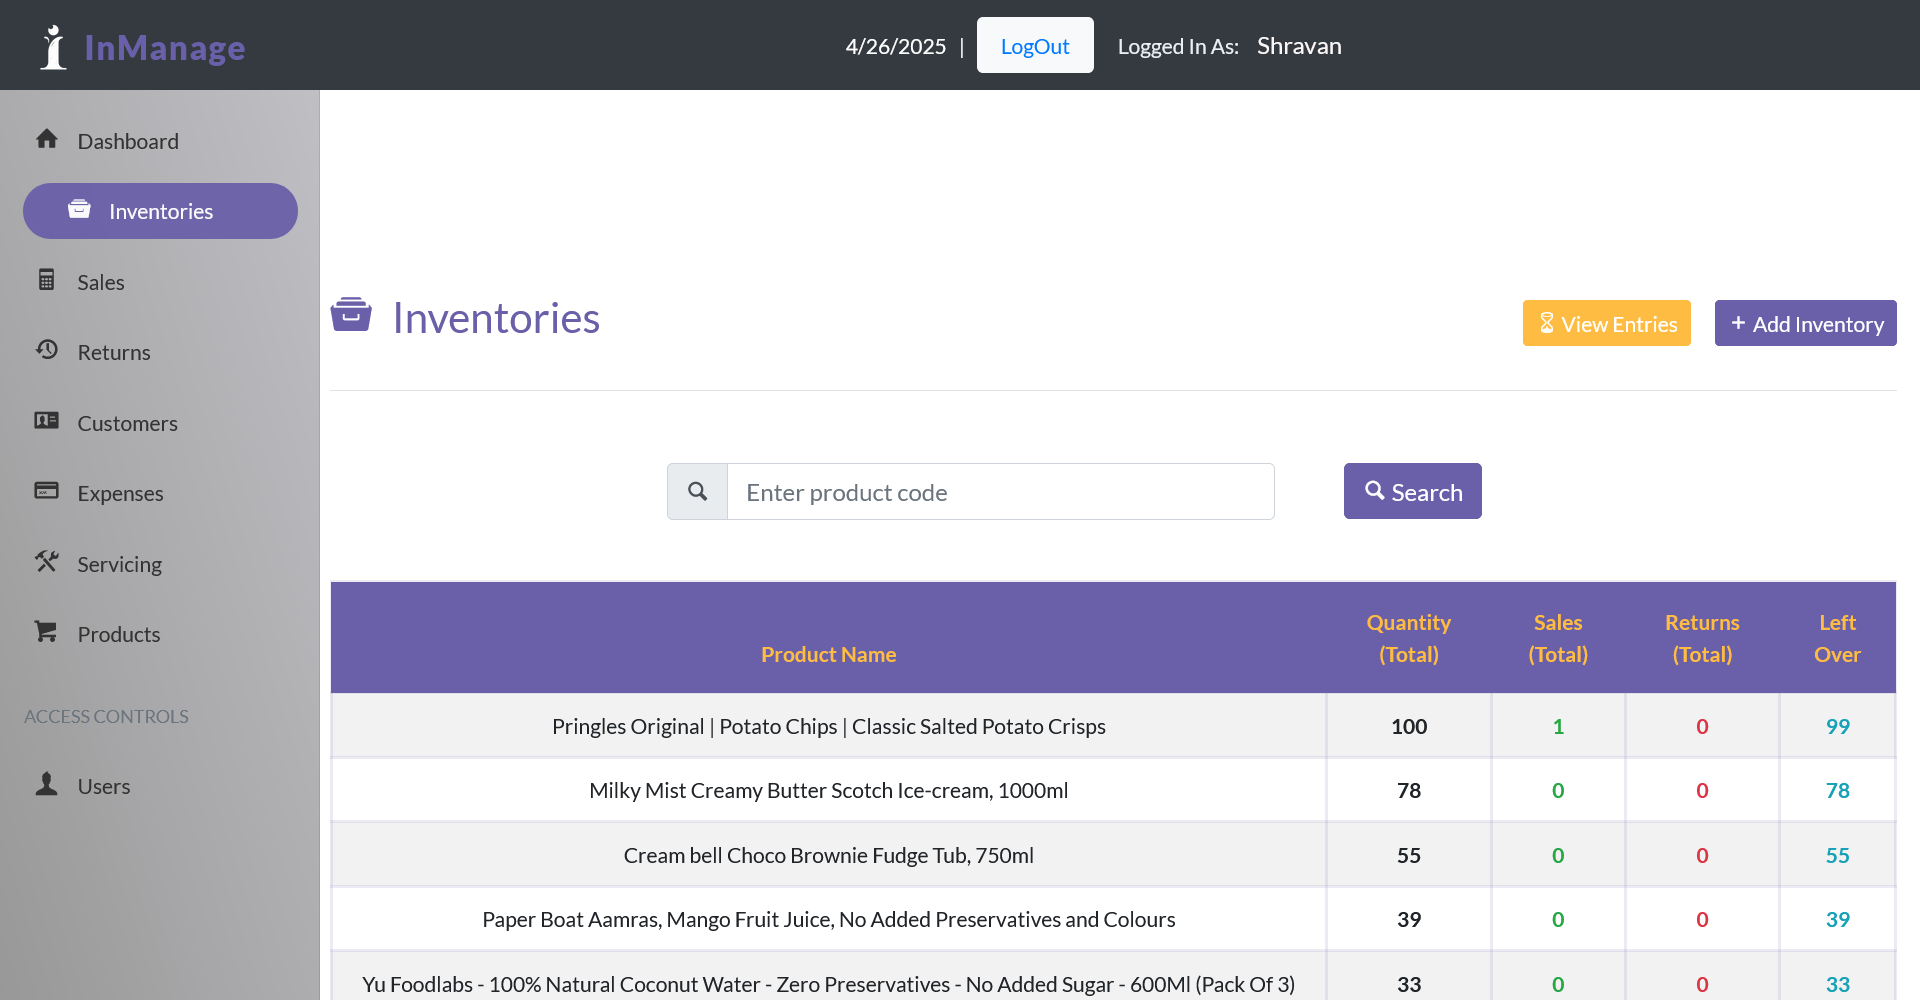 InManage
4/26/2025 | LogOut Logged In As: Shravan
Dashboard
Inventories
Sales
Returns
Customers
Expenses
Servicing
Products
ACCESS CONTROLS
Users
Inventories
View Entries
+ Add Inventory
Enter product code
Search
Product Name Quantity (Total) Sales (Total) Returns (Total) Left Over
Pringles Original | Potato Chips | Classic Salted Potato Crisps 100 1 0 99
Milky Mist Creamy Butter Scotch Ice-cream, 1000ml 78 0 0 78
Cream bell Choco Brownie Fudge Tub, 750ml 55 0 0 55
Paper Boat Aamras, Mango Fruit Juice, No Added Preservatives and Colours 39 0 0 39
Yu Foodlabs - 100% Natural Coconut Water - Zero Preservatives - No Added Sugar - 600Ml (Pack Of 3) 33 0 0 33